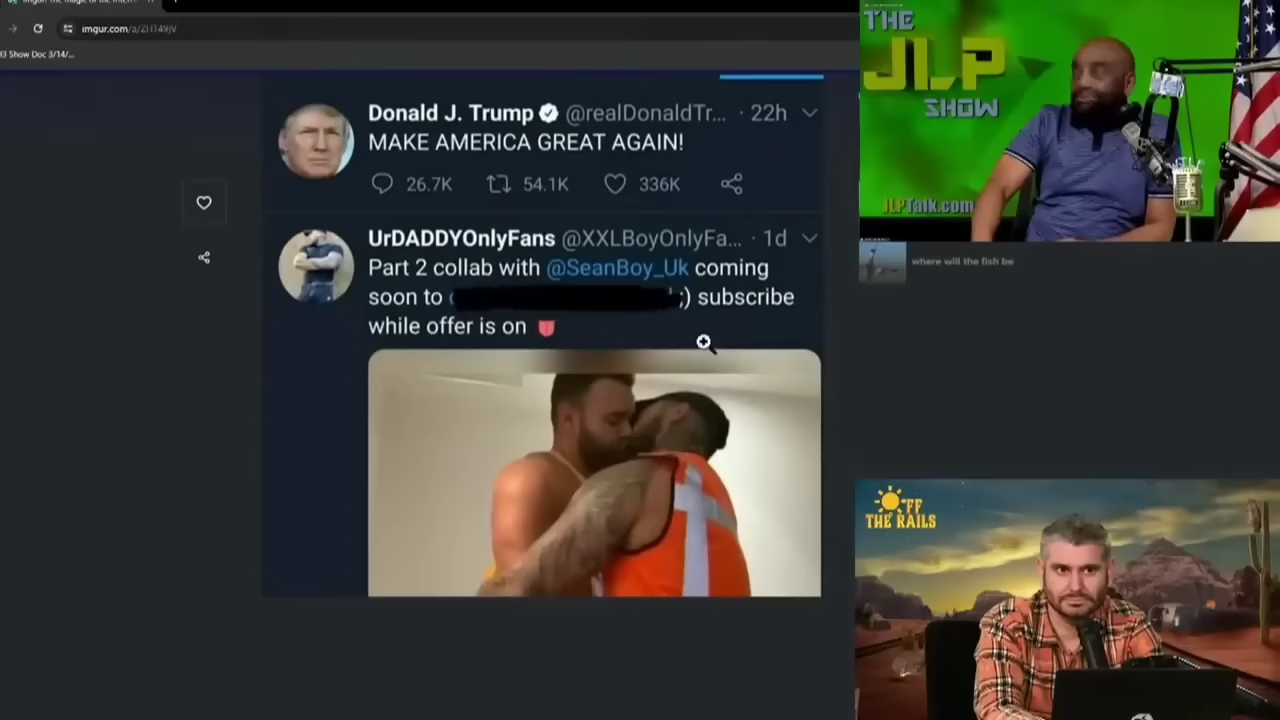 imgur.com/a/
I3 Show Doc 3/14/...
Donald J. Trump @realDonaldTr... · 22h
MAKE AMERICA GREAT AGAIN!
26.7K 54.1K 336K
UrDADDYOnlyFans @XXLBoyOnlyFa... · 1d
Part 2 collab with @SeanBoy_Uk coming
soon to ;) subscribe
while offer is on
THE
JLP
SHOW
JLPTalk.com
JLP
where will the fish be
OFF
THE RAILS